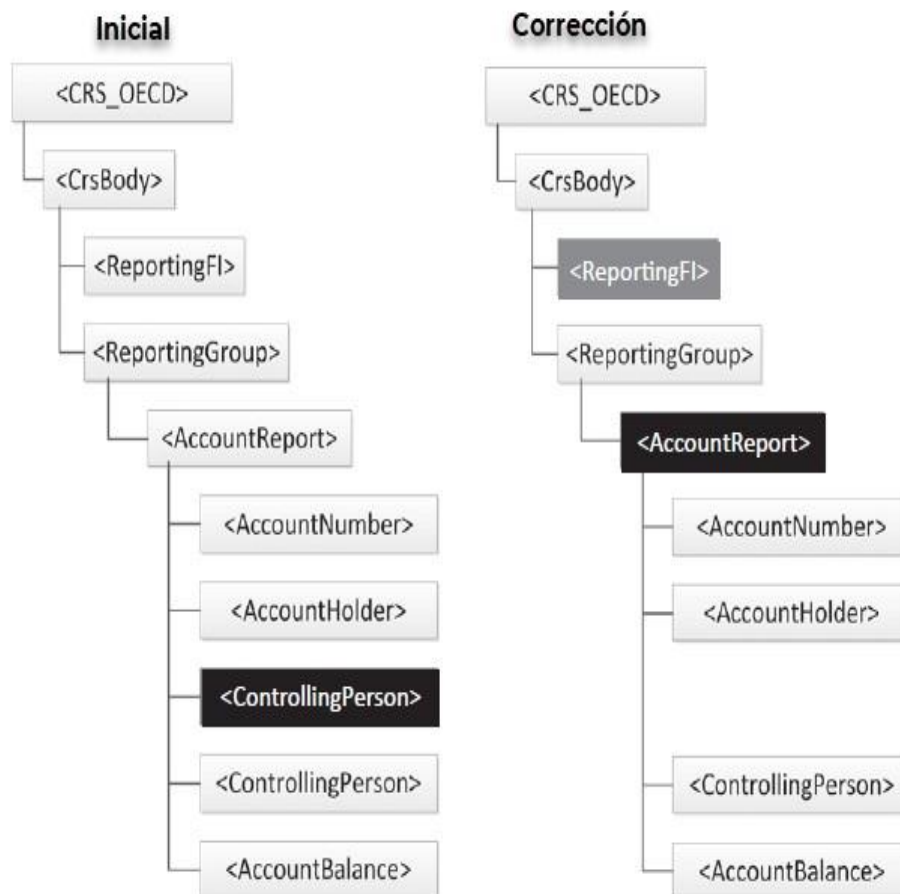 Inicial
<CRS_OECD>
<CrsBody>
<ReportingFI>
<ReportingGroup>
<AccountReport>
<AccountNumber>
<AccountHolder>
<ControllingPerson>
<ControllingPerson>
<AccountBalance>
Corrección
<CRS_OECD>
<CrsBody>
<ReportingFI>
<ReportingGroup>
<AccountReport>
<AccountNumber>
<AccountHolder>
<ControllingPerson>
<AccountBalance>